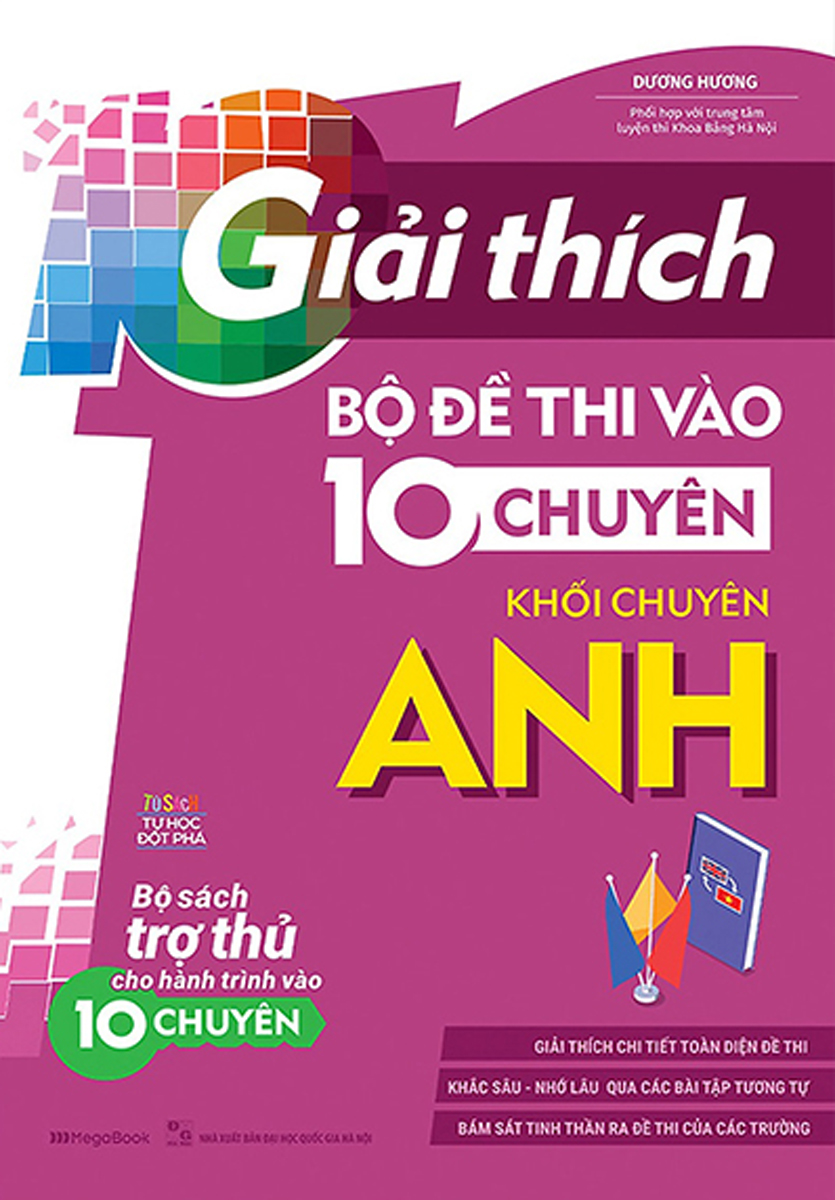 DƯƠNG HƯƠNG
Phối hợp với trung tâm
luyện thi Khoa Bảng Hà Nội
Giải thích
BỘ ĐỀ THI VÀO
10 CHUYÊN
KHỐI CHUYÊN
ANH
TỦ SÁCH
TỰ HỌC
ĐỘT PHÁ
Bộ sách
trợ thủ
cho hành trình vào
10 CHUYÊN
GIẢI THÍCH CHI TIẾT TOÀN DIỆN ĐỀ THI
KHẮC SÂU - NHỚ LÂU QUA CÁC BÀI TẬP TƯƠNG TỰ
BÁM SÁT TINH THẦN RA ĐỀ THI CỦA CÁC TRƯỜNG
MegaBook
NHÀ XUẤT BẢN ĐẠI HỌC QUỐC GIA HÀ NỘI